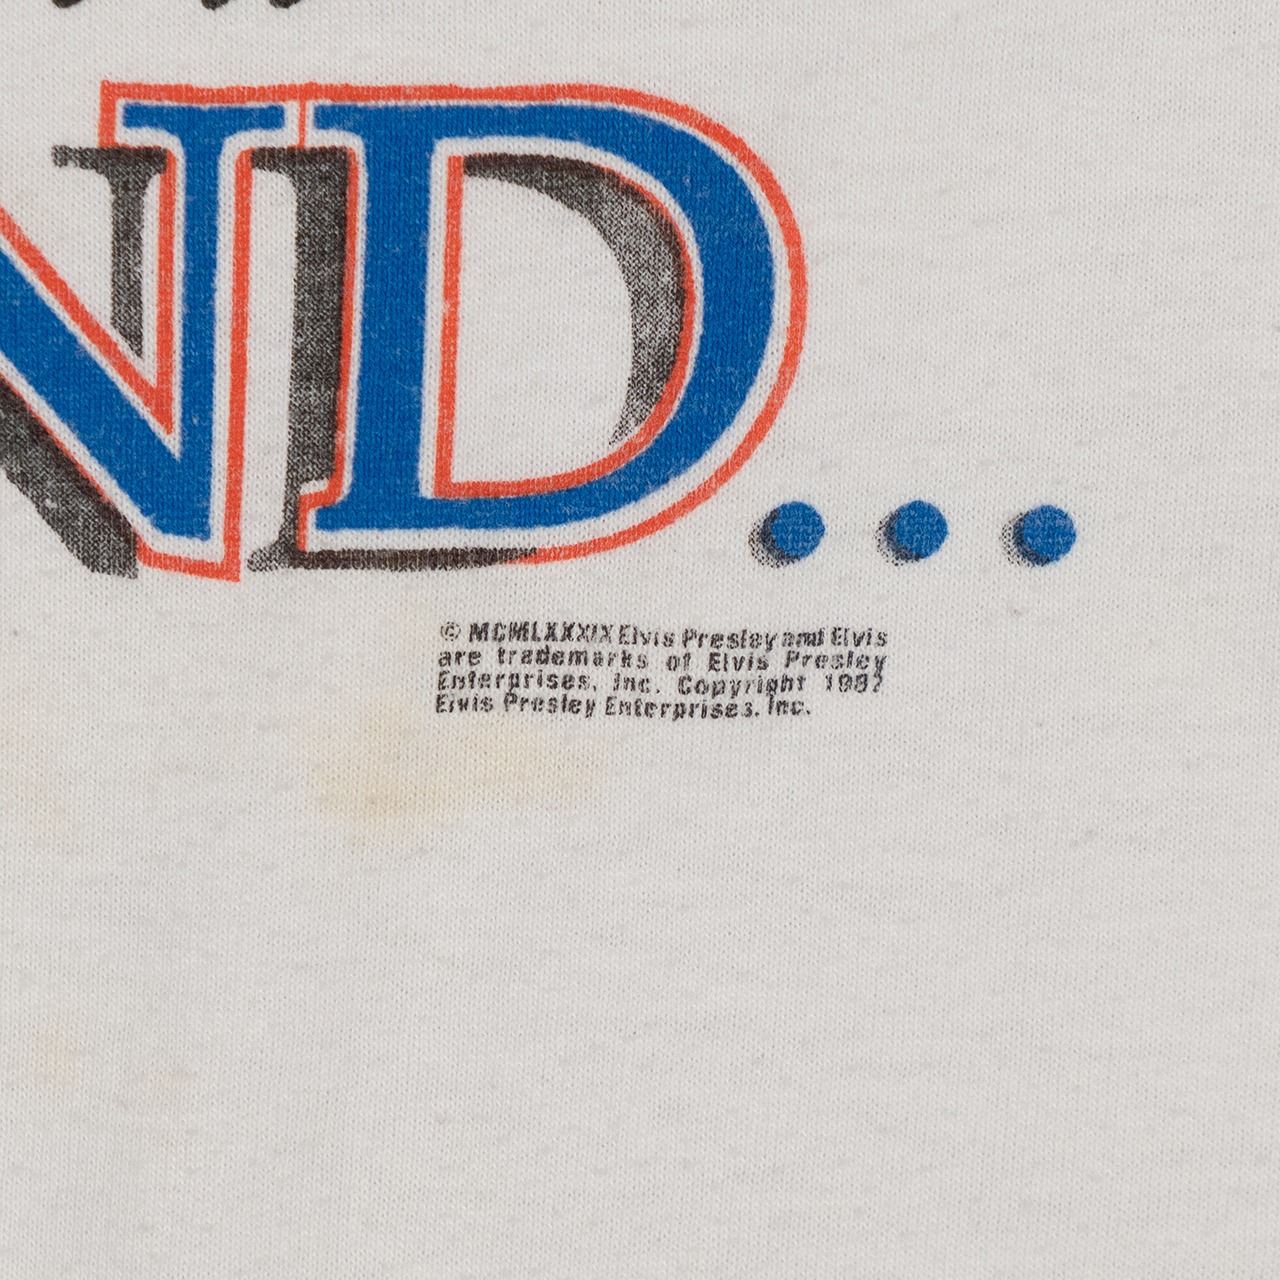 ND...
© MCMLXXXIX Elvis Presley and Elvis
are trademarks of Elvis Presley
Enterprises, Inc. Copyright 1987
Elvis Presley Enterprises, Inc.